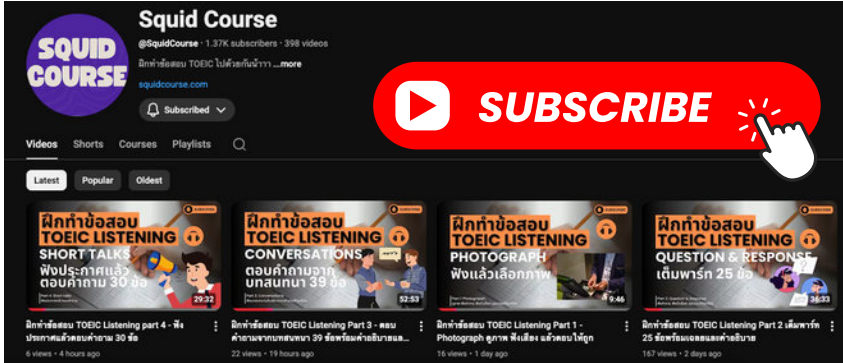 SQUID
COURSE
Squid Course
@SquidCourse · 1.37K subscribers · 398 videos
ฝึกทำข้อสอบ TOEIC ไปด้วยกันน้าาา ...more
squidcourse.com
Subscribed
SUBSCRIBE
Videos Shorts Courses Playlists
Latest Popular Oldest
ฝึกทำข้อสอบ
TOEIC LISTENING
SHORT TALKS
ฟังประกาศแล้ว
ตอบคำถาม 30 ข้อ
29:32
ฝึกทำข้อสอบ TOEIC Listening part 4 - ฟัง
ประกาศแล้วตอบคำถาม 30 ข้อ
6 views · 4 hours ago
ฝึกทำข้อสอบ
TOEIC LISTENING
CONVERSATIONS
ตอบคำถามจาก
บทสนทนา 39 ข้อ
52:53
ฝึกทำข้อสอบ TOEIC Listening Part 3 - ตอบ
คำถามจากบทสนทนา 39 ข้อพร้อมคำอธิบายและ...
22 views · 19 hours ago
ฝึกทำข้อสอบ
TOEIC LISTENING
PHOTOGRAPH
ฟังแล้วเลือกภาพ
Part 1 Photograph
9:46
ฝึกทำข้อสอบ TOEIC Listening Part 1 -
Photograph ดูภาพ ฟังเสียง แล้วตอบให้ถูก
16 views · 1 day ago
ฝึกทำข้อสอบ
TOEIC LISTENING
QUESTION & RESPONSE
เต็มพาร์ท 25 ข้อ
36:33
ฝึกทำข้อสอบ TOEIC Listening Part 2 เต็มพาร์ท
25 ข้อพร้อมเฉลยและคำอธิบาย
167 views · 2 days ago